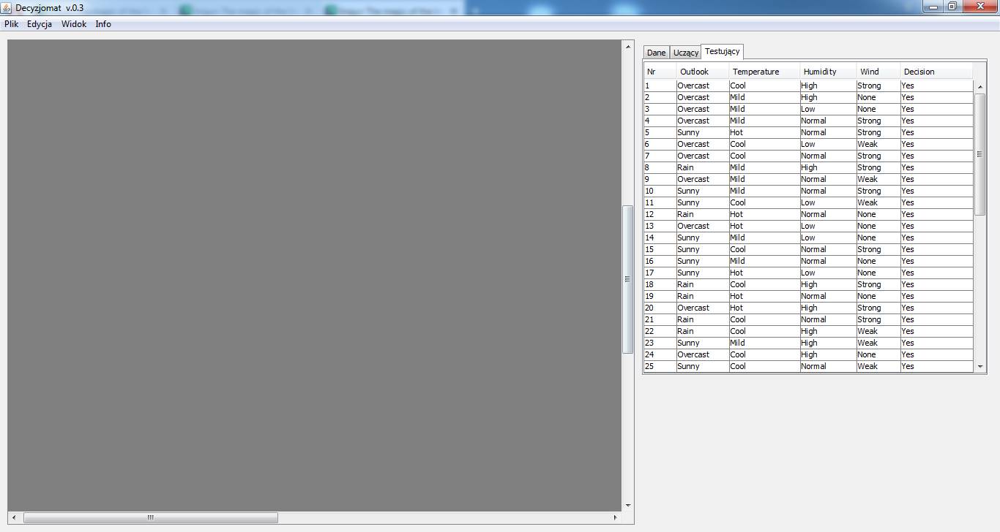 Decyzjomat v.0.3
Plik Edycja Widok Info
Dane Uczący Testujący
Nr Outlook Temperature Humidity Wind Decision
1 Overcast Cool High Strong Yes
2 Overcast Mild High None Yes
3 Overcast Mild Low None Yes
4 Overcast Mild Normal Strong Yes
5 Sunny Hot Normal Strong Yes
6 Overcast Cool Low Weak Yes
7 Overcast Cool Normal Strong Yes
8 Rain Mild High Strong Yes
9 Overcast Mild Normal Weak Yes
10 Sunny Mild Normal Strong Yes
11 Sunny Cool Low Weak Yes
12 Rain Hot Normal None Yes
13 Overcast Hot Low None Yes
14 Sunny Mild Low None Yes
15 Sunny Cool Normal Strong Yes
16 Sunny Mild Normal None Yes
17 Sunny Hot Low None Yes
18 Rain Cool High Strong Yes
19 Rain Hot Normal None Yes
20 Overcast Hot High Strong Yes
21 Rain Cool Normal Strong Yes
22 Rain Cool High Weak Yes
23 Sunny Mild High Weak Yes
24 Overcast Cool High None Yes
25 Sunny Cool Normal Weak Yes